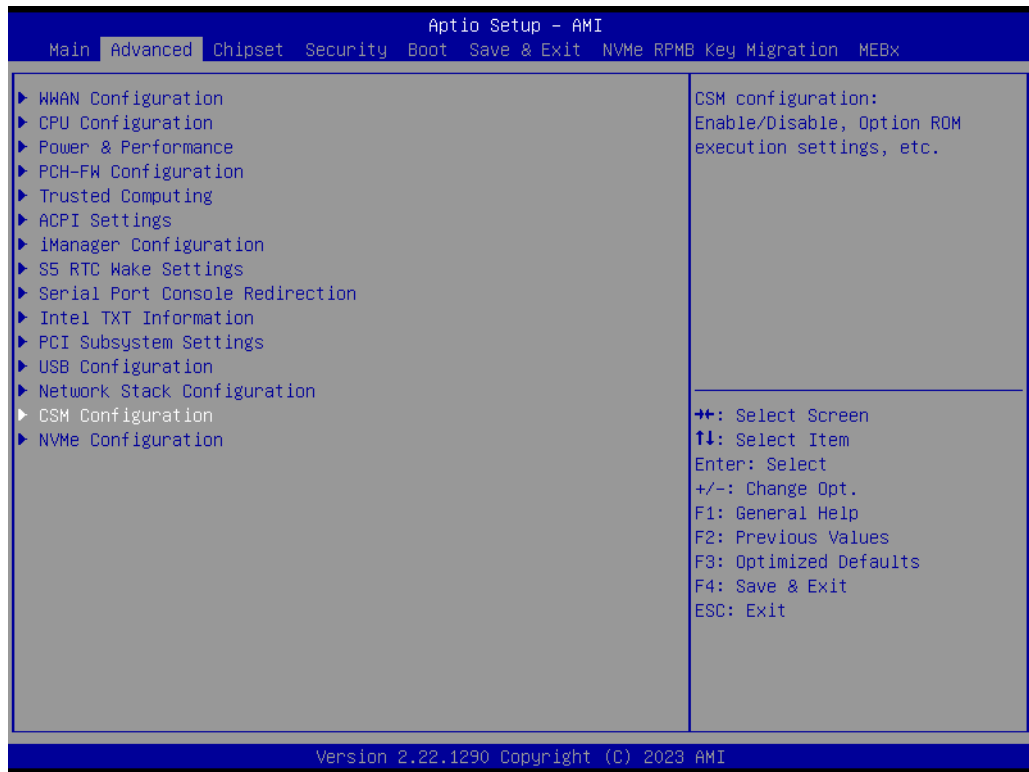 Aptio Setup – AMI
Main Advanced Chipset Security Boot Save & Exit NVMe RPMB Key Migration MEBx
▶ WWAN Configuration
▶ CPU Configuration
▶ Power & Performance
▶ PCH-FW Configuration
▶ Trusted Computing
▶ ACPI Settings
▶ iManager Configuration
▶ S5 RTC Wake Settings
▶ Serial Port Console Redirection
▶ Intel TXT Information
▶ PCI Subsystem Settings
▶ USB Configuration
▶ Network Stack Configuration
▶ CSM Configuration
▶ NVMe Configuration
CSM configuration:
Enable/Disable, Option ROM
execution settings, etc.
→←: Select Screen
↑↓: Select Item
Enter: Select
+/-: Change Opt.
F1: General Help
F2: Previous Values
F3: Optimized Defaults
F4: Save & Exit
ESC: Exit
Version 2.22.1290 Copyright (C) 2023 AMI